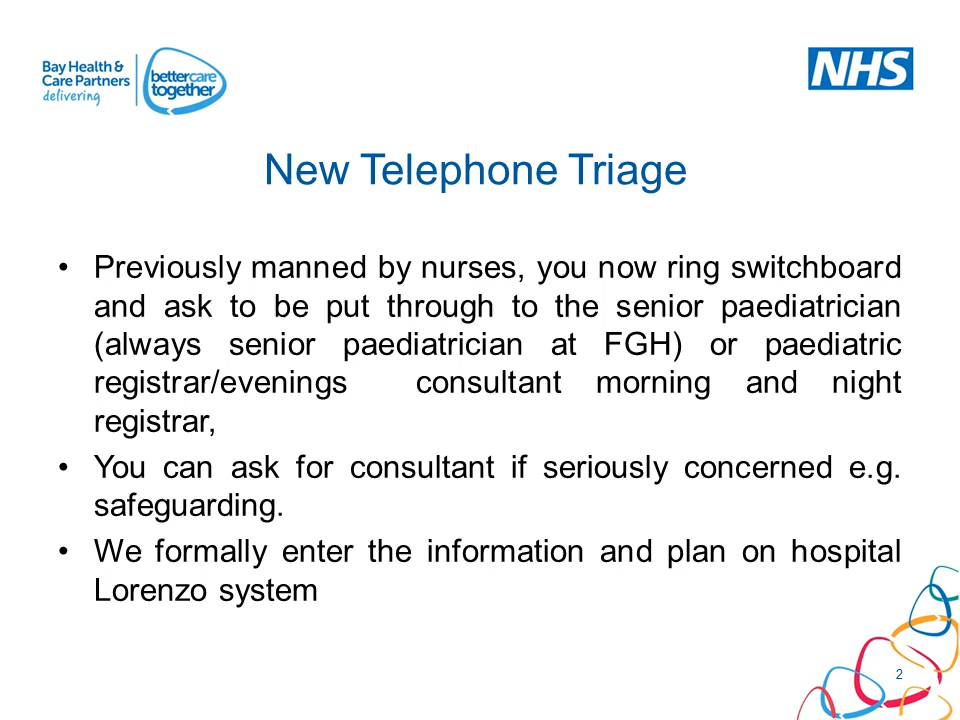 Bay Health &
Care Partners
delivering
bettercare
together
NHS
New Telephone Triage
• Previously manned by nurses, you now ring switchboard
and ask to be put through to the senior paediatrician
(always senior paediatrician at FGH) or paediatric
registrar/evenings consultant morning and night
registrar,
• You can ask for consultant if seriously concerned e.g.
safeguarding.
• We formally enter the information and plan on hospital
Lorenzo system
2